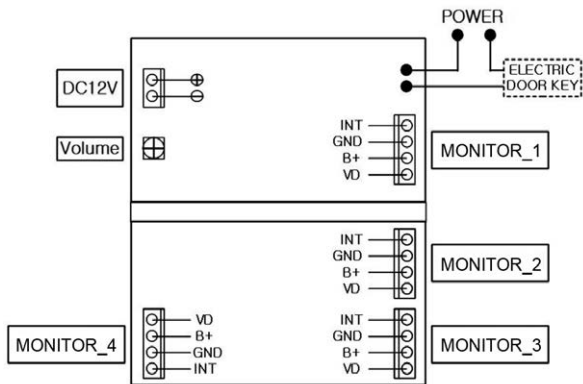 POWER
ELECTRIC
DOOR KEY
DC12V
Volume
INT
GND
B+
VD
MONITOR_1
INT
GND
B+
VD
MONITOR_2
VD
B+
GND
INT
MONITOR_4
INT
GND
B+
VD
MONITOR_3